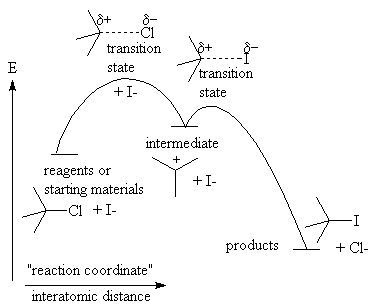 δ+ δ−
Cl
transition
state
+ I-
δ+ δ−
I
transition
state
E
intermediate
+
+ I-
reagents or
starting materials
Cl + I-
I
products
+ Cl-
"reaction coordinate"
interatomic distance